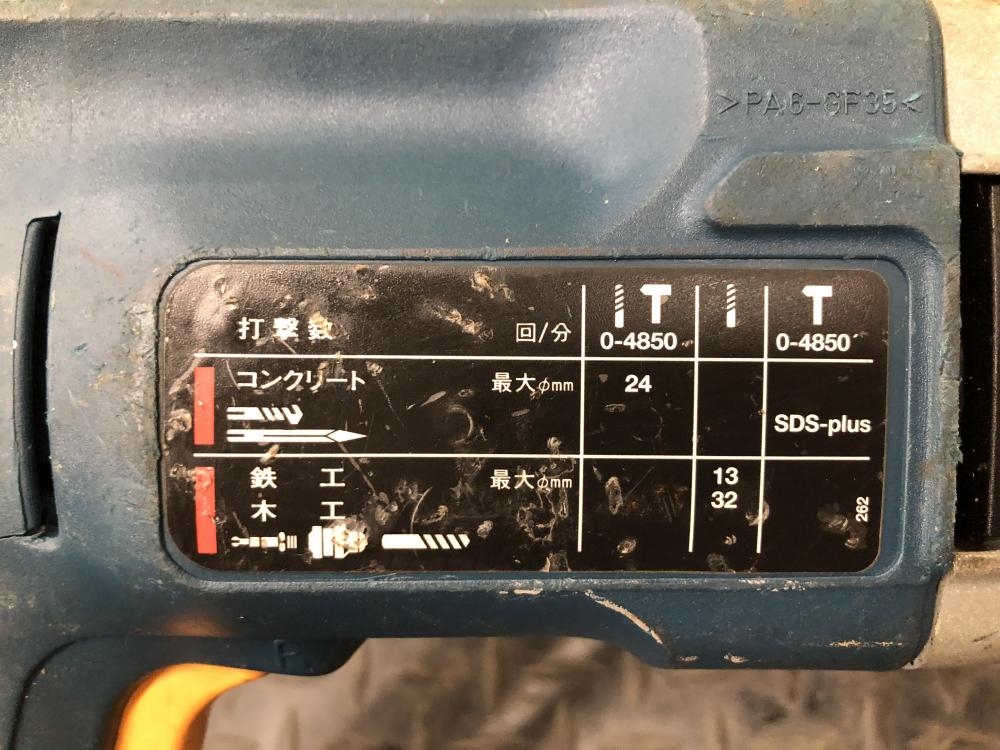 >PA6-GF35<
打撃数 回/分 0-4850 0-4850
コンクリート 最大φmm 24
SDS-plus
鉄 工 最大φmm 13
木 工 32
262